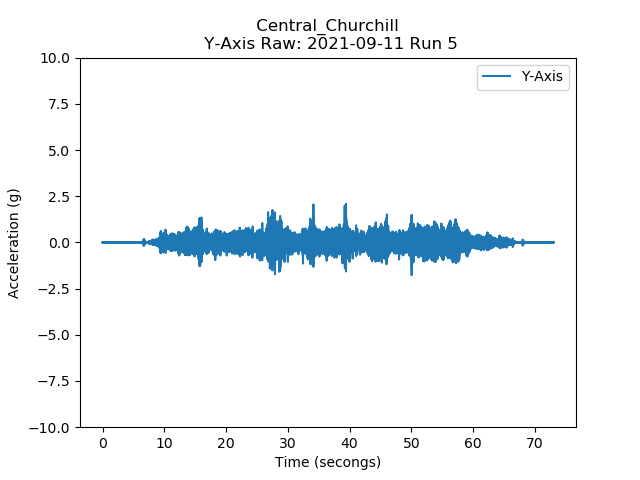 Central_Churchill
Y-Axis Raw: 2021-09-11 Run 5
Y-Axis
Acceleration (g)
10.0
7.5
5.0
2.5
0.0
−2.5
−5.0
−7.5
−10.0
0 10 20 30 40 50 60 70
Time (secongs)